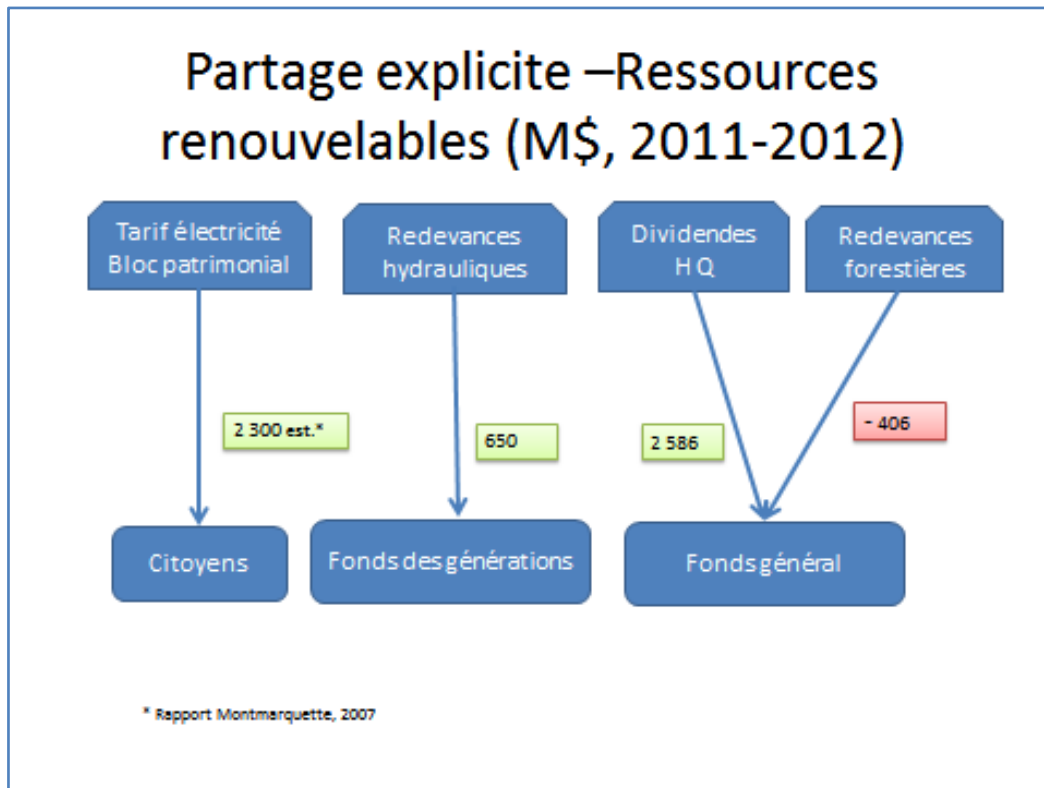 Partage explicite –Ressources
renouvelables (M$, 2011-2012)
Tarif électricité
Bloc patrimonial
Redevances
hydrauliques
Dividendes
H Q
Redevances
forestières
2 300 est.*
650
2 586
- 406
Citoyens
Fonds des générations
Fonds général
* Rapport Montmarquette, 2007